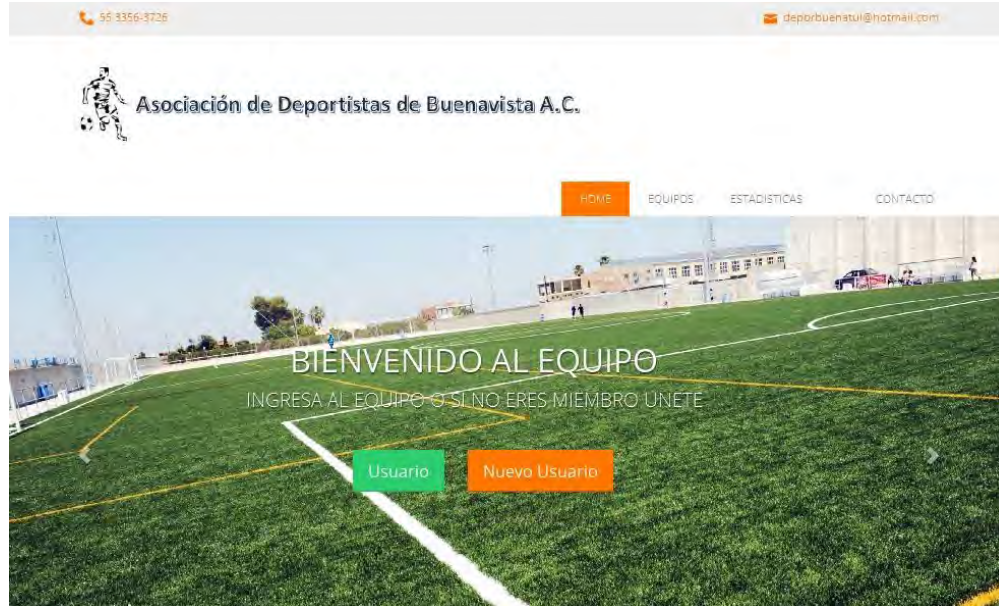 55 3356-3726
deporbuenatul@hotmail.com
Asociación de Deportistas de Buenavista A.C.
HOME EQUIPOS ESTADISTICAS CONTACTO
BIENVENIDO AL EQUIPO
INGRESA AL EQUIPO O SI NO ERES MIEMBRO UNETE
Usuario Nuevo Usuario